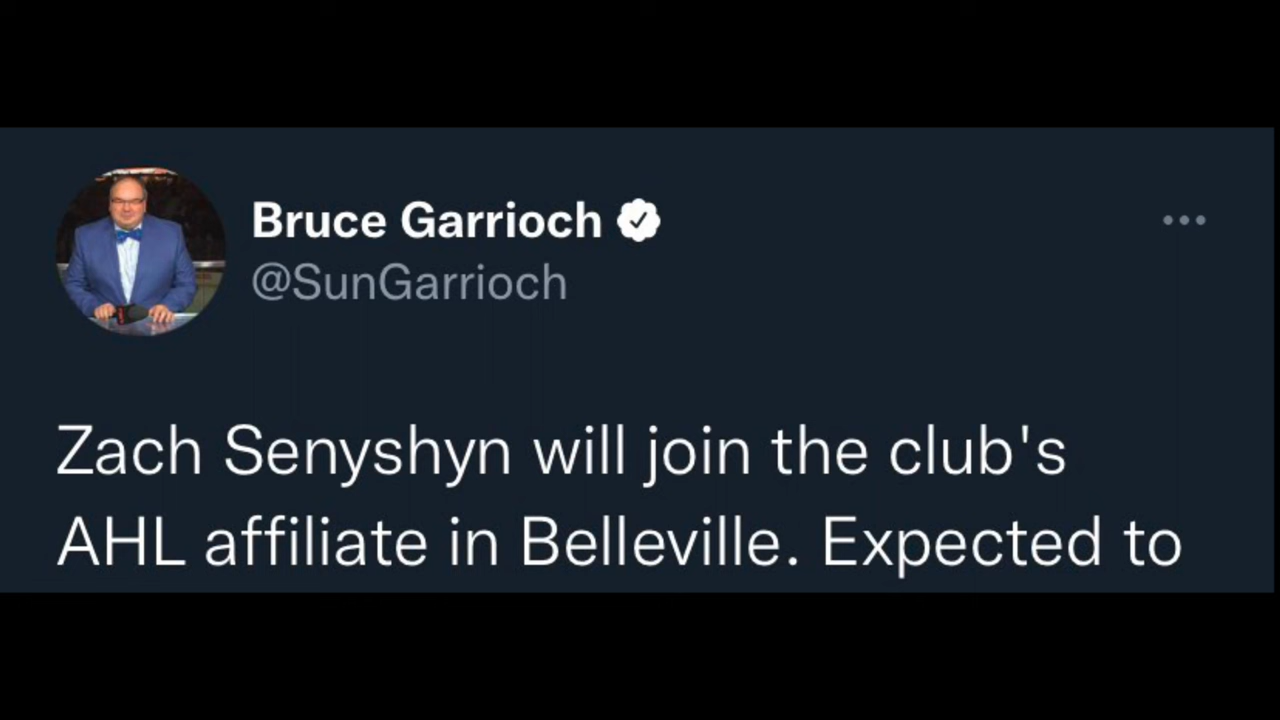 Bruce Garrioch
@SunGarrioch
Zach Senyshyn will join the club's
AHL affiliate in Belleville. Expected to